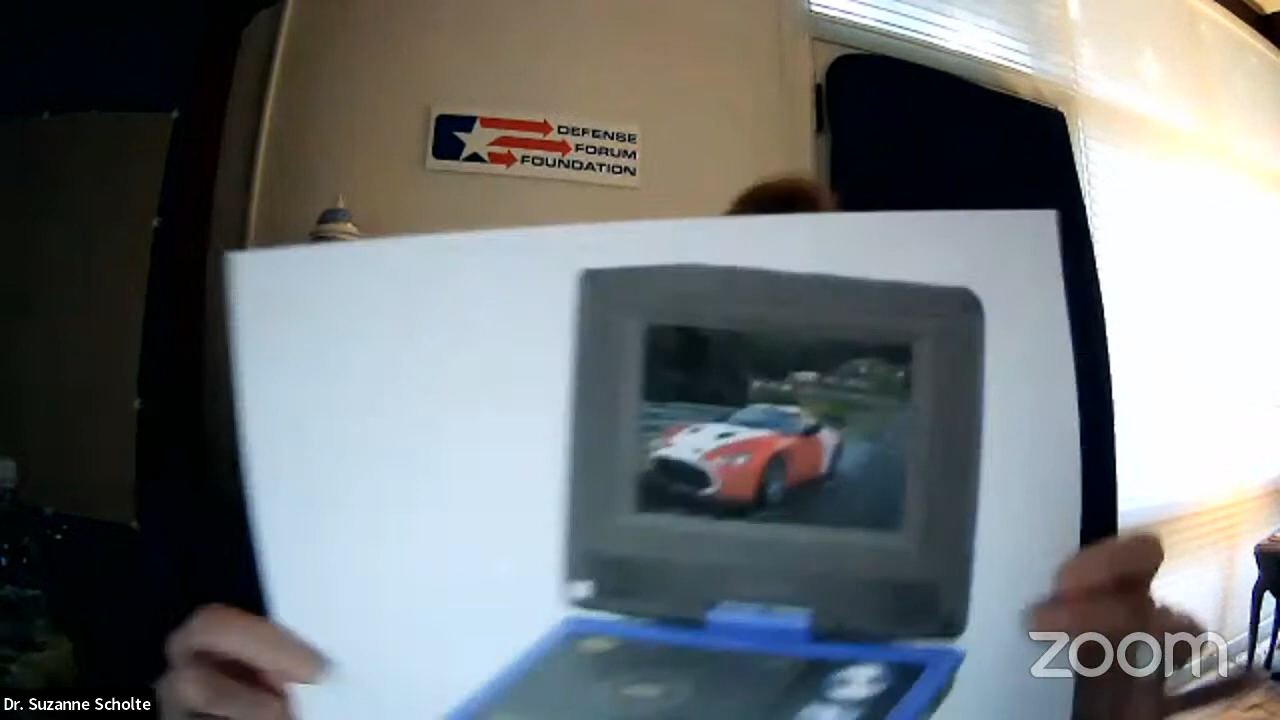 DEFENSE
FORUM
FOUNDATION
zoom
Dr. Suzanne Scholte